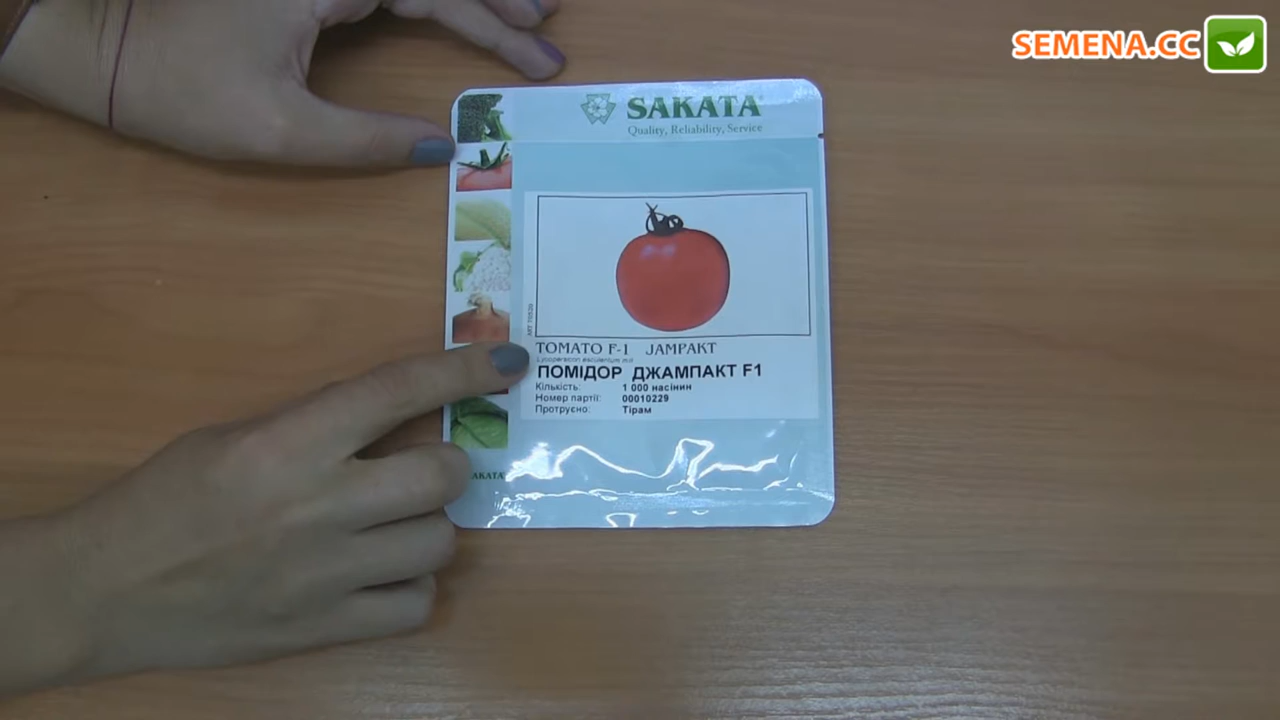 SEMENA.CC
SAKATA®
Quality, Reliability, Service
TOMATO F-1 JAMPAKT
ПОМІДОР ДЖАМПАКТ F1
Кількість: 1 000 насінин
Номер партії: 00010229
Протруєно: Тірам
AKATA